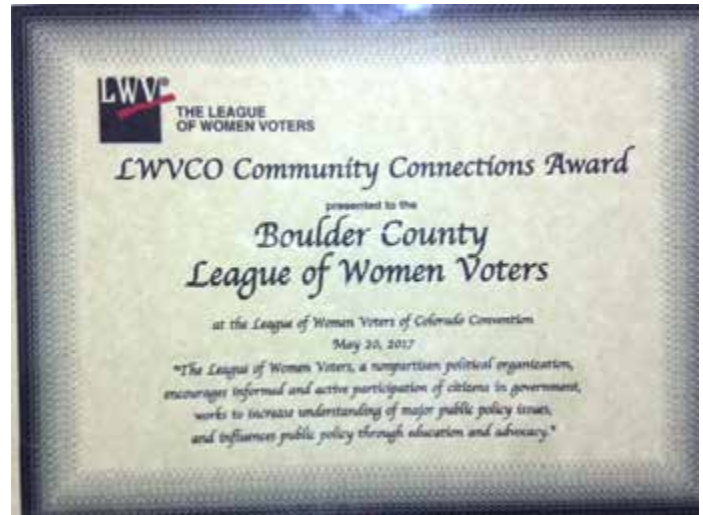 LWV®
THE LEAGUE
OF WOMEN VOTERS
LWVCO Community Connections Award
presented to the
Boulder County
League of Women Voters
at the League of Women Voters of Colorado Convention
May 20, 2017
"The League of Women Voters, a nonpartisan political organization,
encourages informed and active participation of citizens in government,
works to increase understanding of major public policy issues,
and influences public policy through education and advocacy."